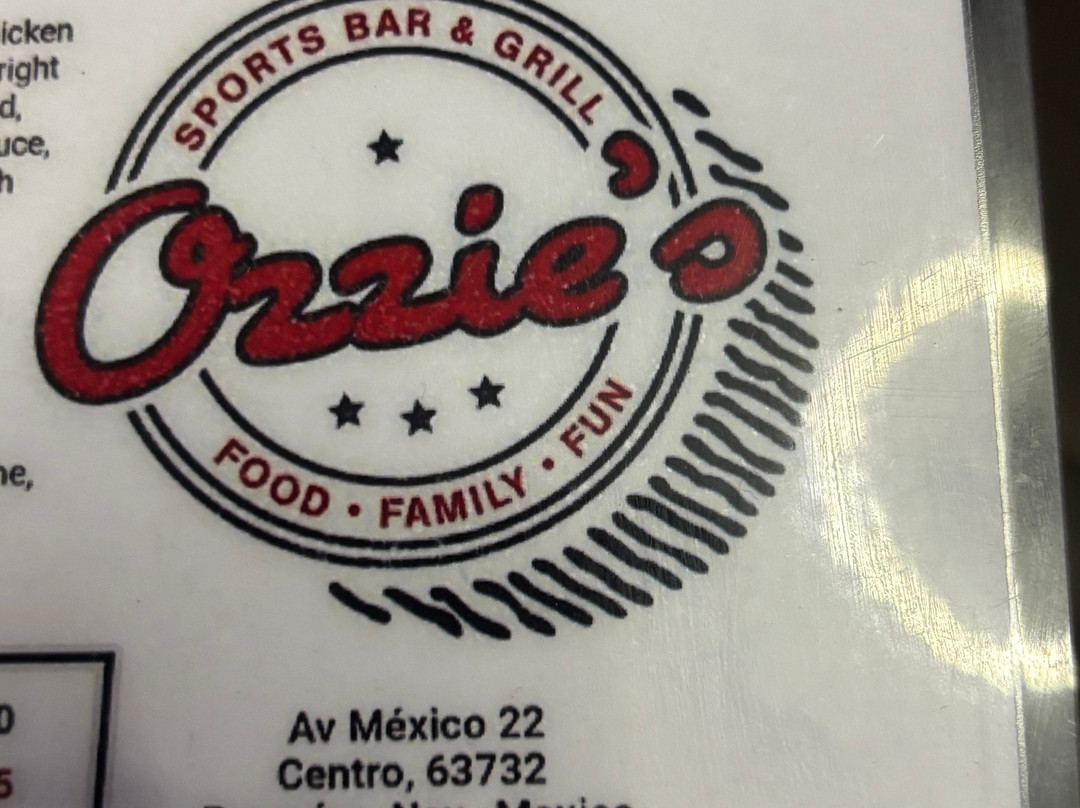 icken
right
d,
uce,
h
SPORTS BAR & GRILL
Ozzie's
FOOD • FAMILY • FUN
ne,
0
5
Av México 22
Centro, 63732